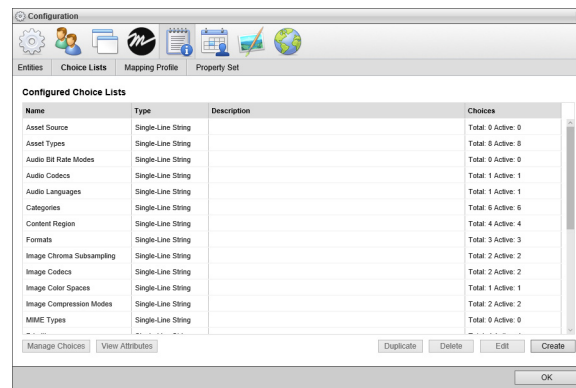 Configuration
Entities Choice Lists Mapping Profile Property Set
Configured Choice Lists
Name Type Description Choices
Asset Source Single-Line String Total: 0 Active: 0
Asset Types Single-Line String Total: 8 Active: 8
Audio Bit Rate Modes Single-Line String Total: 0 Active: 0
Audio Codecs Single-Line String Total: 1 Active: 1
Audio Languages Single-Line String Total: 1 Active: 1
Categories Single-Line String Total: 6 Active: 6
Content Region Single-Line String Total: 4 Active: 4
Formats Single-Line String Total: 3 Active: 3
Image Chroma Subsampling Single-Line String Total: 2 Active: 2
Image Codecs Single-Line String Total: 2 Active: 2
Image Color Spaces Single-Line String Total: 1 Active: 1
Image Compression Modes Single-Line String Total: 2 Active: 2
MIME Types Single-Line String Total: 0 Active: 0
Manage Choices View Attributes Duplicate Delete Edit Create
OK